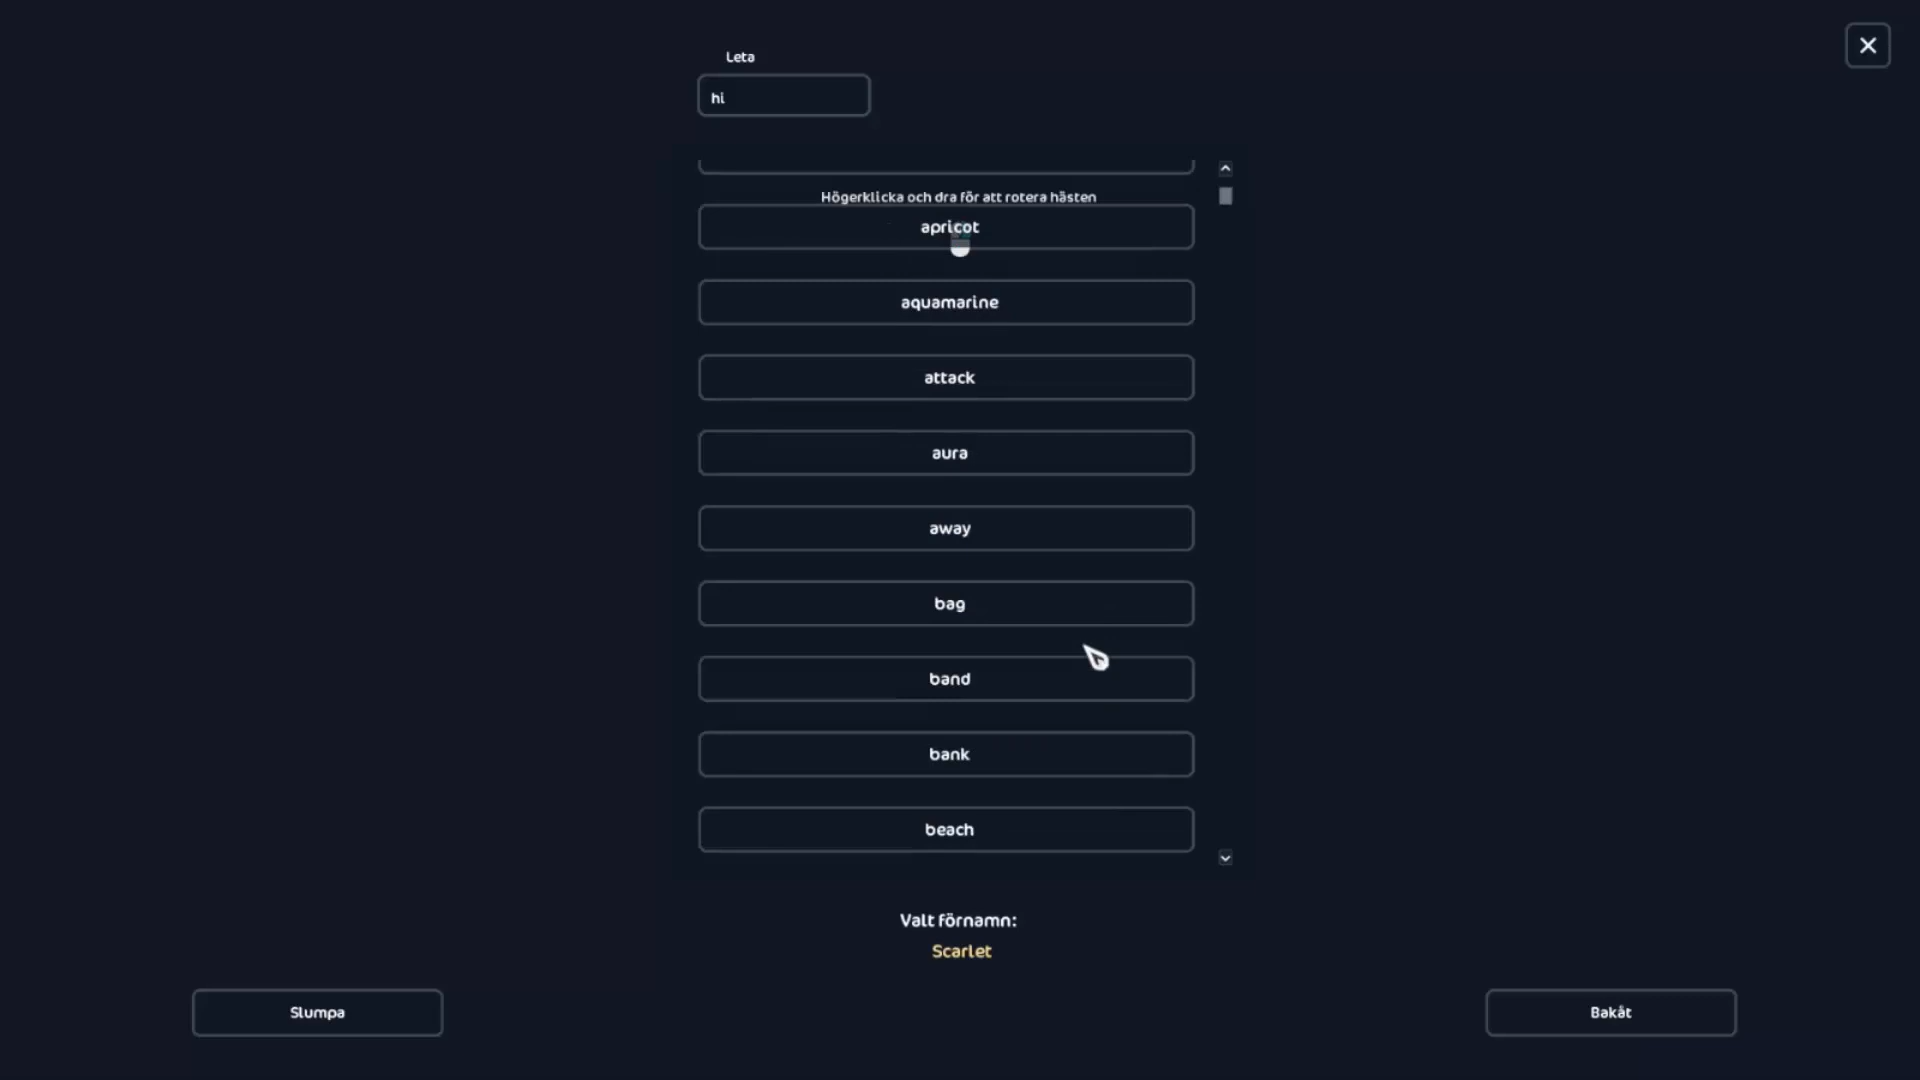 Leta
hi
Högerklicka och dra för att rotera hästen
apricot
aquamarine
attack
aura
away
bag
band
bank
beach
Valt förnamn:
Scarlet
Slumpa
Bakåt